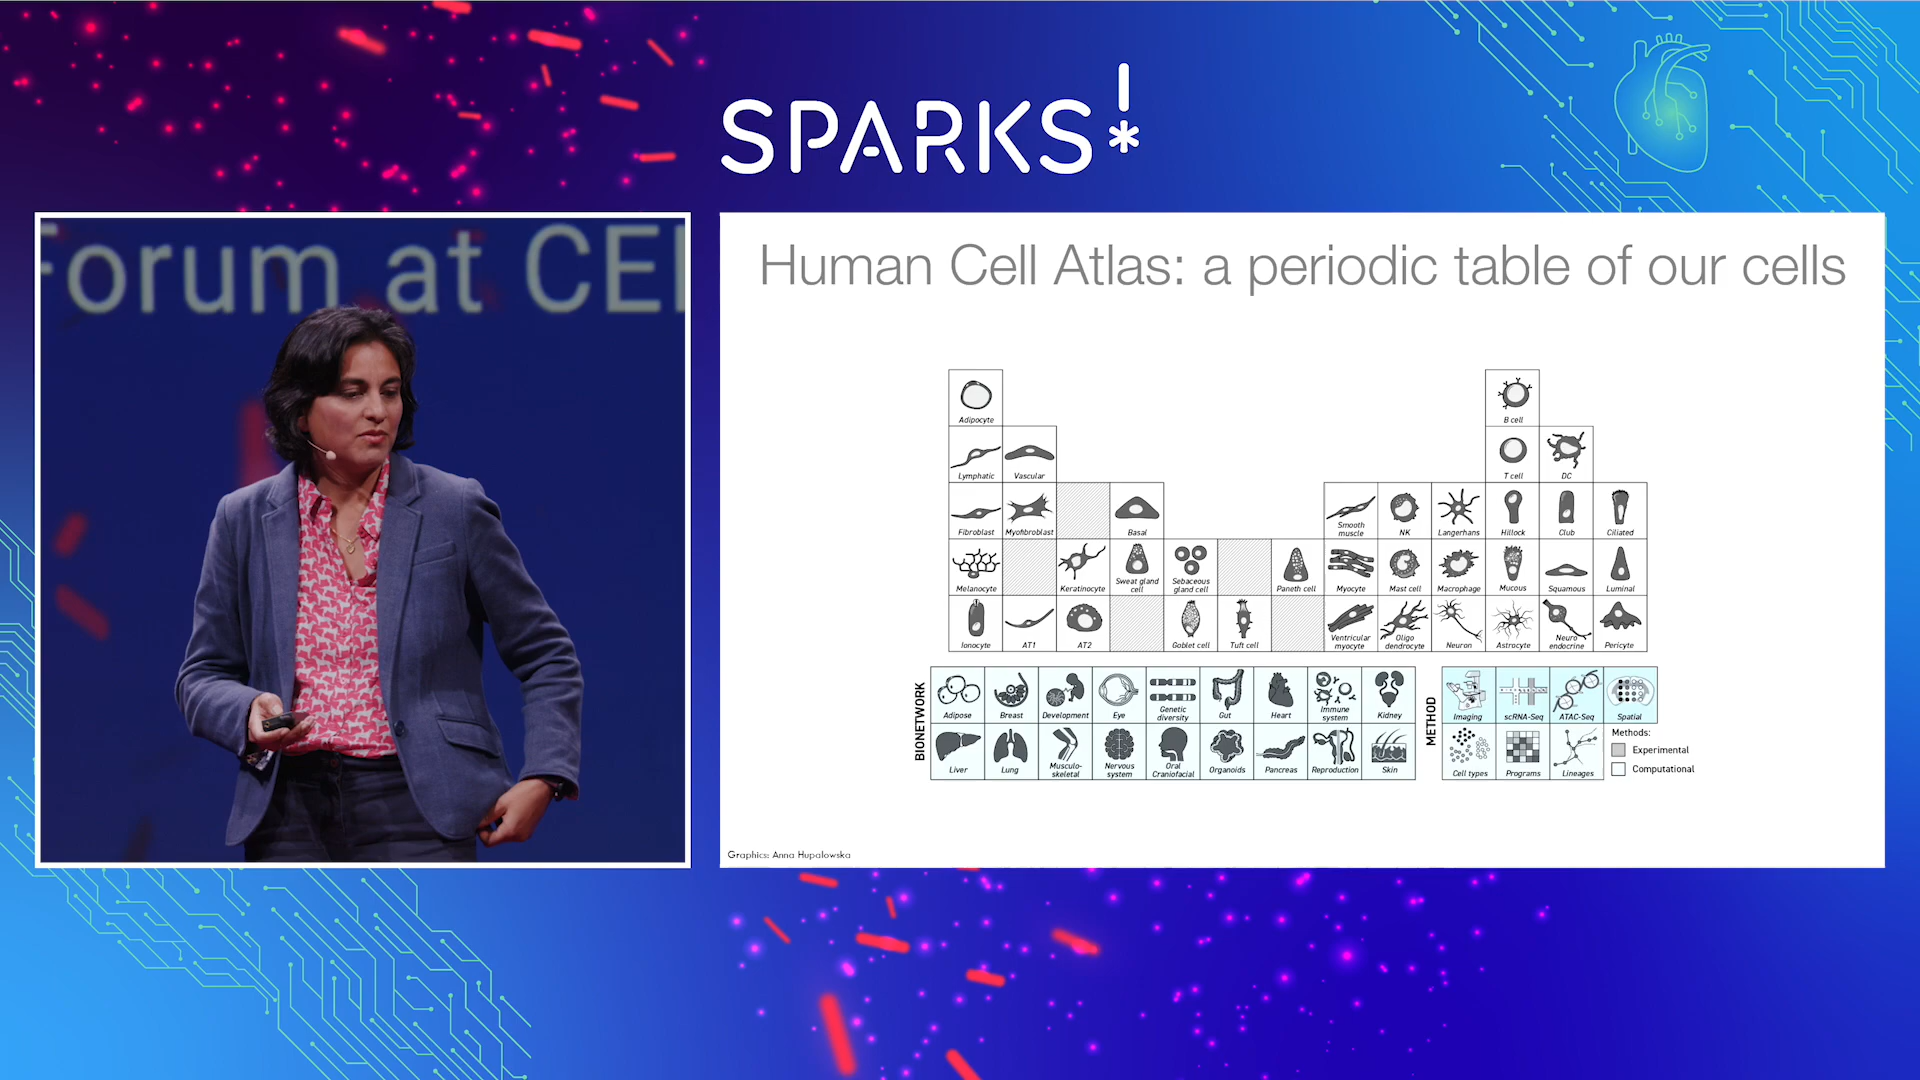 SPARKS!
Forum at CE
Human Cell Atlas: a periodic table of our cells
Adipocyte
B cell
Lymphatic
Vascular
T cell
DC
Fibroblast
Myofibroblast
Basal
Smooth
muscle
NK
Langerhans
Hillock
Club
Ciliated
Melanocyte
Keratinocyte
Sweat gland
cell
Sebaceous
gland cell
Paneth cell
Myocyte
Mast cell
Macrophage
Mucous
Squamous
Luminal
Ionocyte
AT1
AT2
Goblet cell
Tuft cell
Ventricular
myocyte
Oligo
dendrocyte
Neuron
Astrocyte
Neuro
endocrine
Pericyte
BIONETWORK
Adipose
Breast
Development
Eye
Genetic
diversity
Gut
Heart
Immune
system
Kidney
Liver
Lung
Musculo-
skeletal
Nervous
system
Oral
Craniofacial
Organoids
Pancreas
Reproduction
Skin
METHOD
Imaging
scRNA-Seq
ATAC-Seq
Spatial
Cell types
Programs
Lineages
Methods:
Experimental
Computational
Graphics: Anna Hupalowska